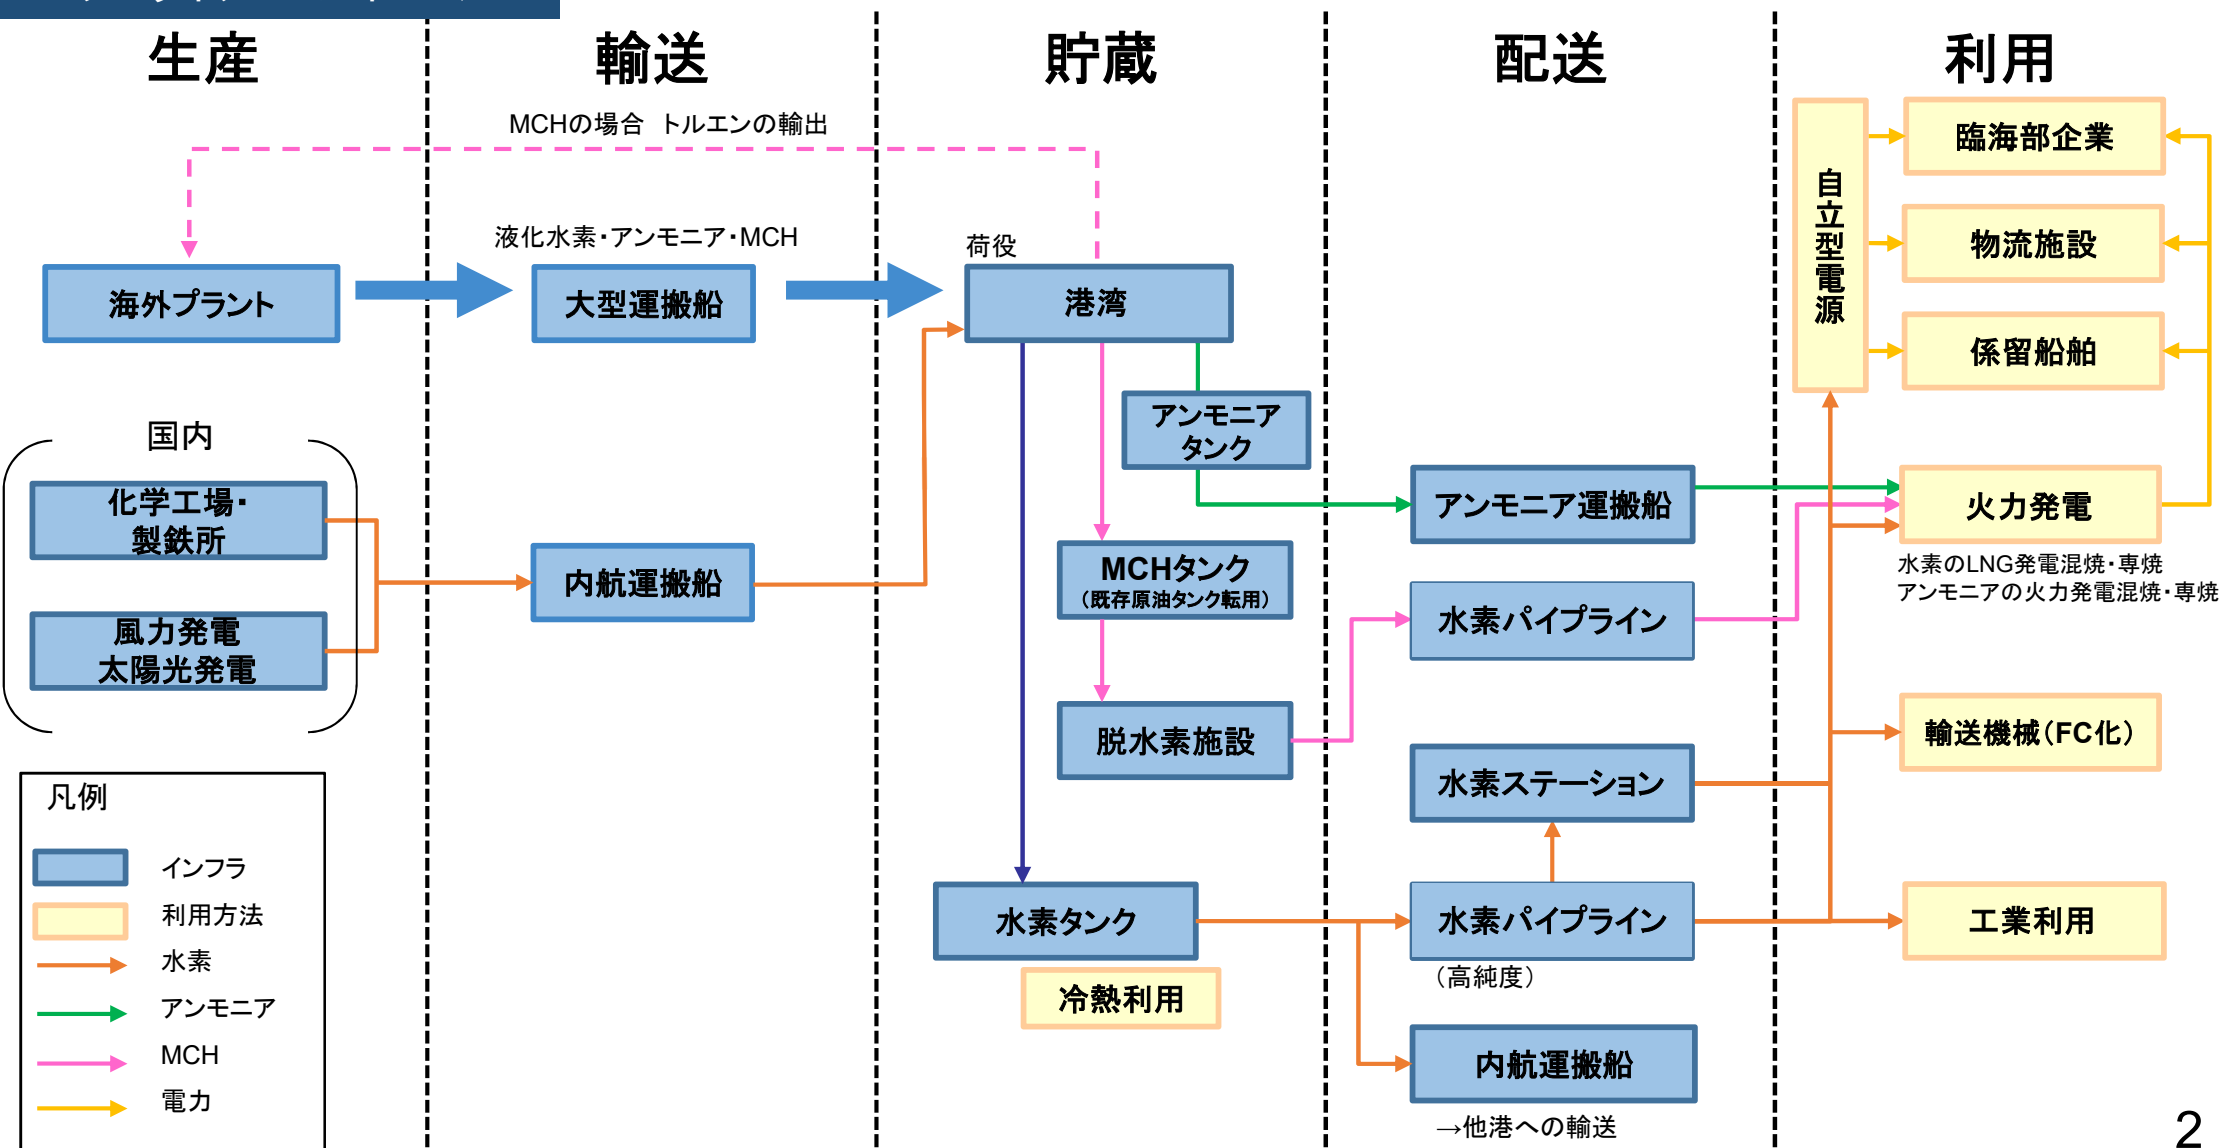 生産
輸送
貯蔵
配送
利用
MCHの場合　トルエンの輸出
液化水素・アンモニア・MCH
荷役
海外プラント
大型運搬船
港湾
国内
化学工場・
製鉄所
風力発電
太陽光発電
内航運搬船
アンモニア
タンク
MCHタンク
（既存原油タンク転用）
脱水素施設
水素タンク
冷熱利用
アンモニア運搬船
水素パイプライン
水素ステーション
水素パイプライン
（高純度）
内航運搬船
→他港への輸送
自立型電源
臨海部企業
物流施設
係留船舶
火力発電
水素のLNG発電混焼・専焼
アンモニアの火力発電混焼・専焼
輸送機械（FC化）
工業利用
凡例
インフラ
利用方法
水素
アンモニア
MCH
電力
2